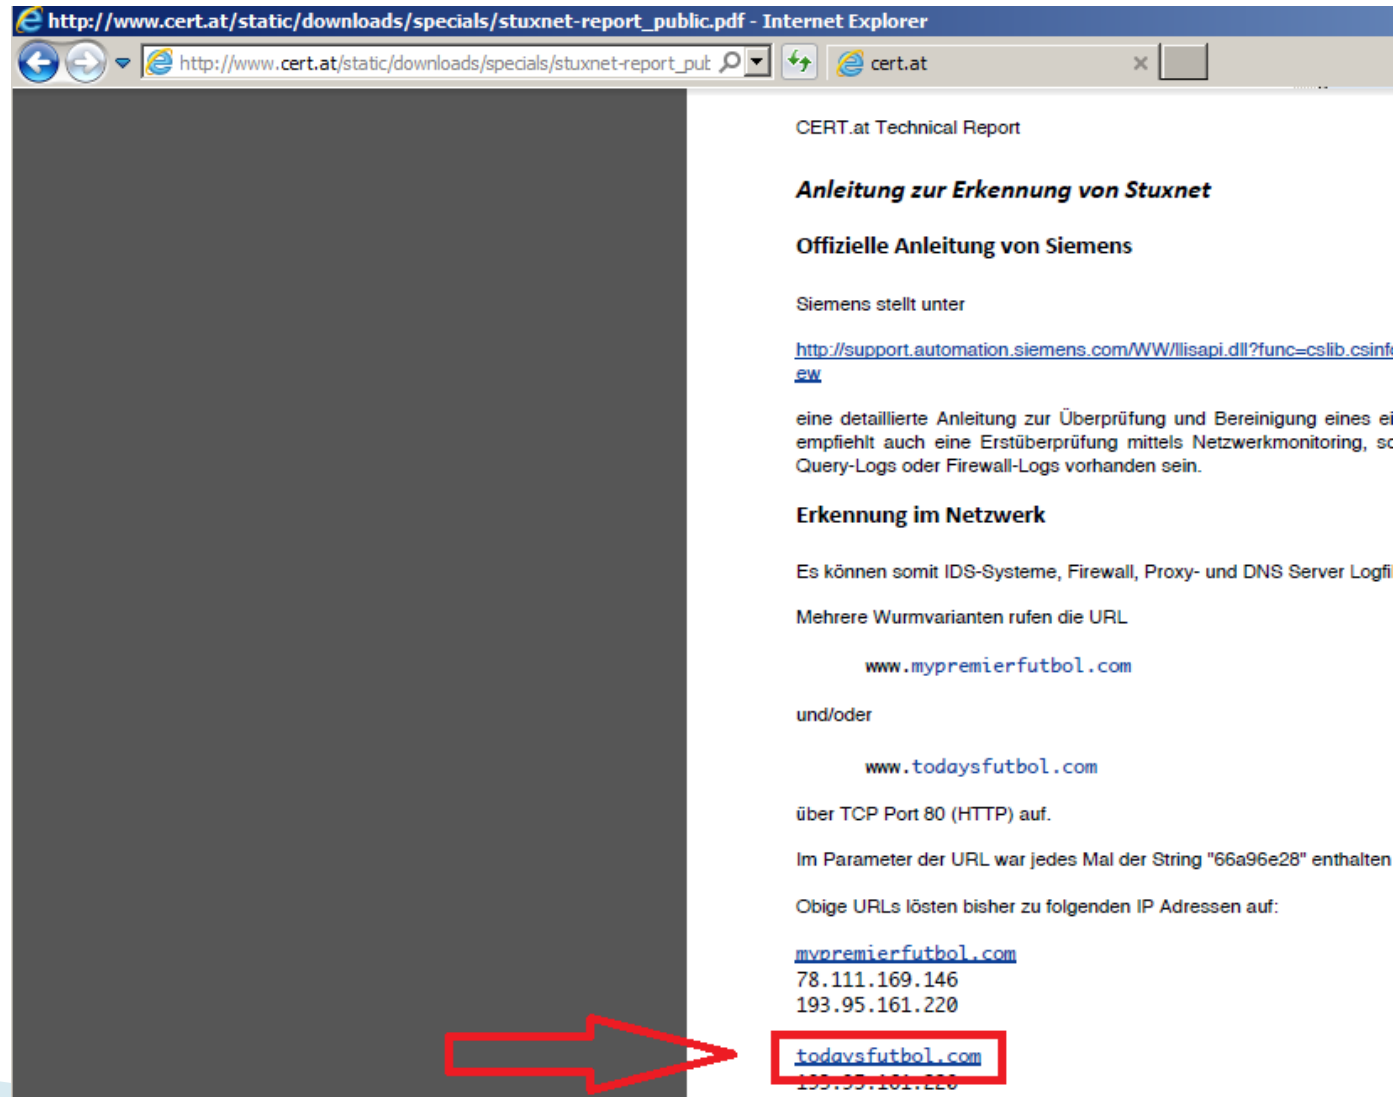 http://www.cert.at/static/downloads/specials/stuxnet-report_public.pdf - Internet Explorer
http://www.cert.at/static/downloads/specials/stuxnet-report_put
cert.at
CERT.at Technical Report
Anleitung zur Erkennung von Stuxnet
Offizielle Anleitung von Siemens
Siemens stellt unter
http://support.automation.siemens.com/WW/llisapi.dll?func=cslib.csinfo
ew
eine detaillierte Anleitung zur Überprüfung und Bereinigung eines
empfiehlt auch eine Erstüberprüfung mittels Netzwerkmonitoring,
Query-Logs oder Firewall-Logs vorhanden sein.
Erkennung im Netzwerk
Es können somit IDS-Systeme, Firewall, Proxy- und DNS Server
Mehrere Wurmvarianten rufen die URL
www.mypremierfutbol.com
und/oder
www.todaysfutbol.com
über TCP Port 80 (HTTP) auf.
Im Parameter der URL war jedes Mal der String "66a96e28" enthalten
Obige URLs lösten bisher zu folgenden IP Adressen auf:
mypremierfutbol.com
78.111.169.146
193.95.161.220
todaysfutbol.com